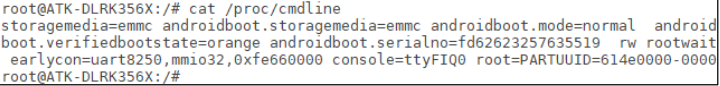 root@ATK-DLRK356X:/# cat /proc/cmdline
storagemedia=emmc androidboot.storagemedia=emmc androidboot.mode=normal  android
boot.verifiedbootstate=orange androidboot.serialno=fd62623257635519  rw rootwait
 earlycon=uart8250,mmio32,0xfe660000 console=ttyFIQ0 root=PARTUUID=614e0000-0000
root@ATK-DLRK356X:/#